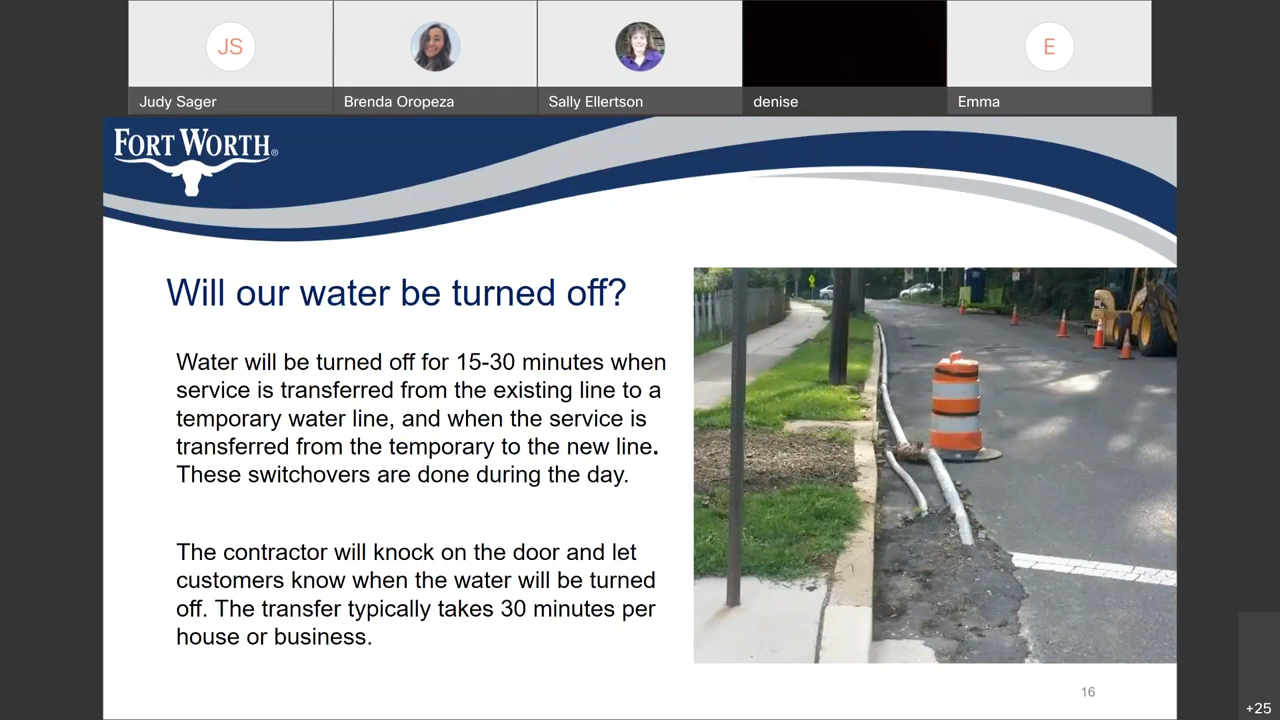 JS
E
Judy Sager
Brenda Oropeza
Sally Ellertson
denise
Emma
FORT WORTH®
Will our water be turned off?
Water will be turned off for 15-30 minutes when
service is transferred from the existing line to a
temporary water line, and when the service is
transferred from the temporary to the new line.
These switchovers are done during the day.
The contractor will knock on the door and let
customers know when the water will be turned
off. The transfer typically takes 30 minutes per
house or business.
16
+25